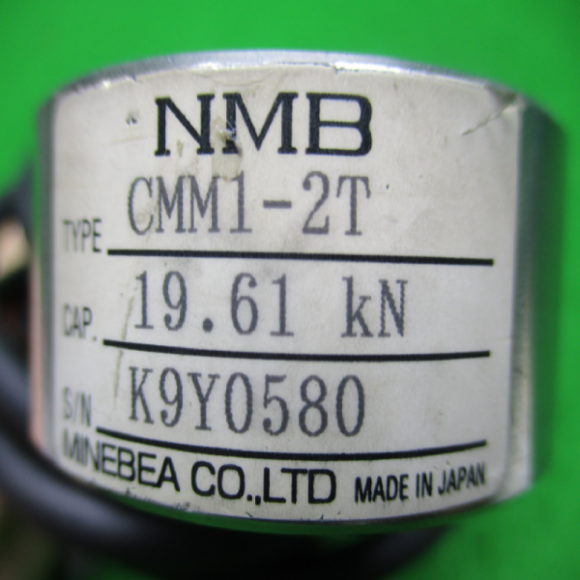 NMB
TYPE CMM1-2T
CAP. 19.61 kN
S/N K9Y0580
MINEBEA CO.,LTD MADE IN JAPAN